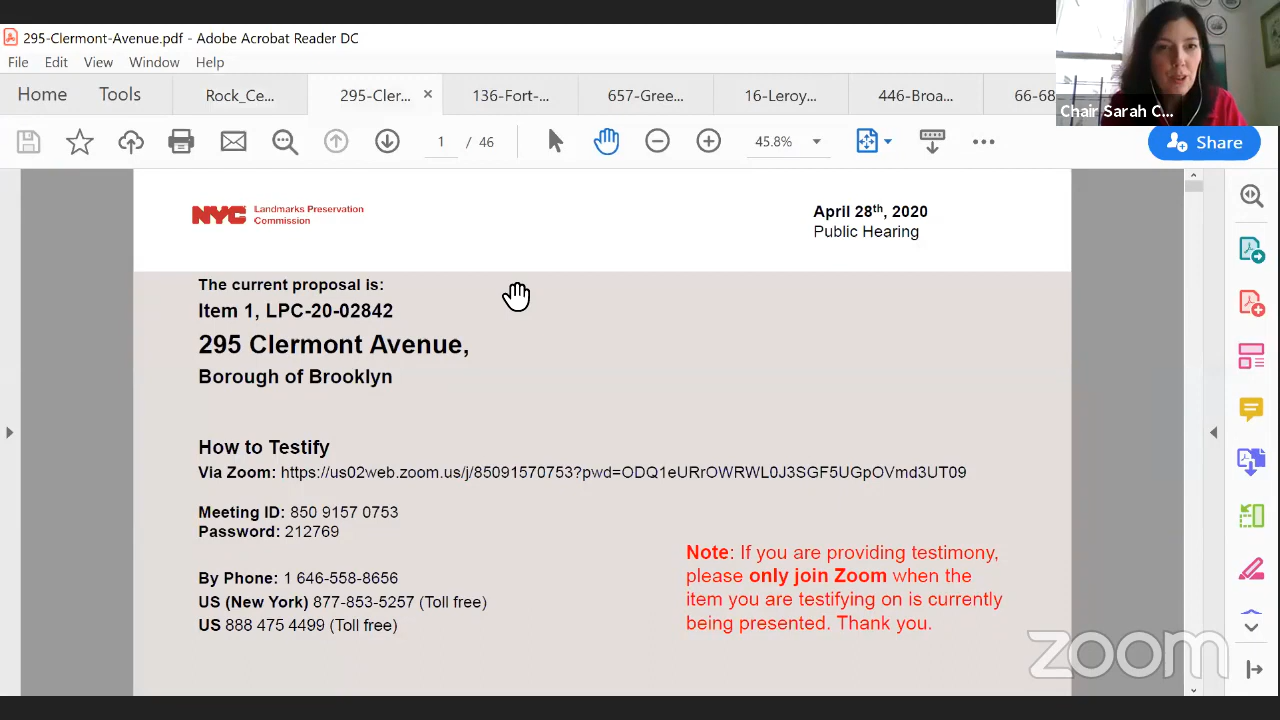 295-Clermont-Avenue.pdf - Adobe Acrobat Reader DC
File Edit View Window Help
Home Tools Rock_Ce... 295-Cler... 136-Fort-... 657-Gree... 16-Leroy,... 446-Broa... 66-68
Chair Sarah C...
1 / 46 45.8% Share
NYC Landmarks Preservation
Commission
April 28th, 2020
Public Hearing
The current proposal is:
Item 1, LPC-20-02842
295 Clermont Avenue,
Borough of Brooklyn
How to Testify
Via Zoom: https://us02web.zoom.us/j/85091570753?pwd=ODQ1eURrOWRWL0J3SGF5UGpOVmd3UT09
Meeting ID: 850 9157 0753
Password: 212769
By Phone: 1 646-558-8656
US (New York) 877-853-5257 (Toll free)
US 888 475 4499 (Toll free)
Note: If you are providing testimony,
please only join Zoom when the
item you are testifying on is currently
being presented. Thank you.
zoom